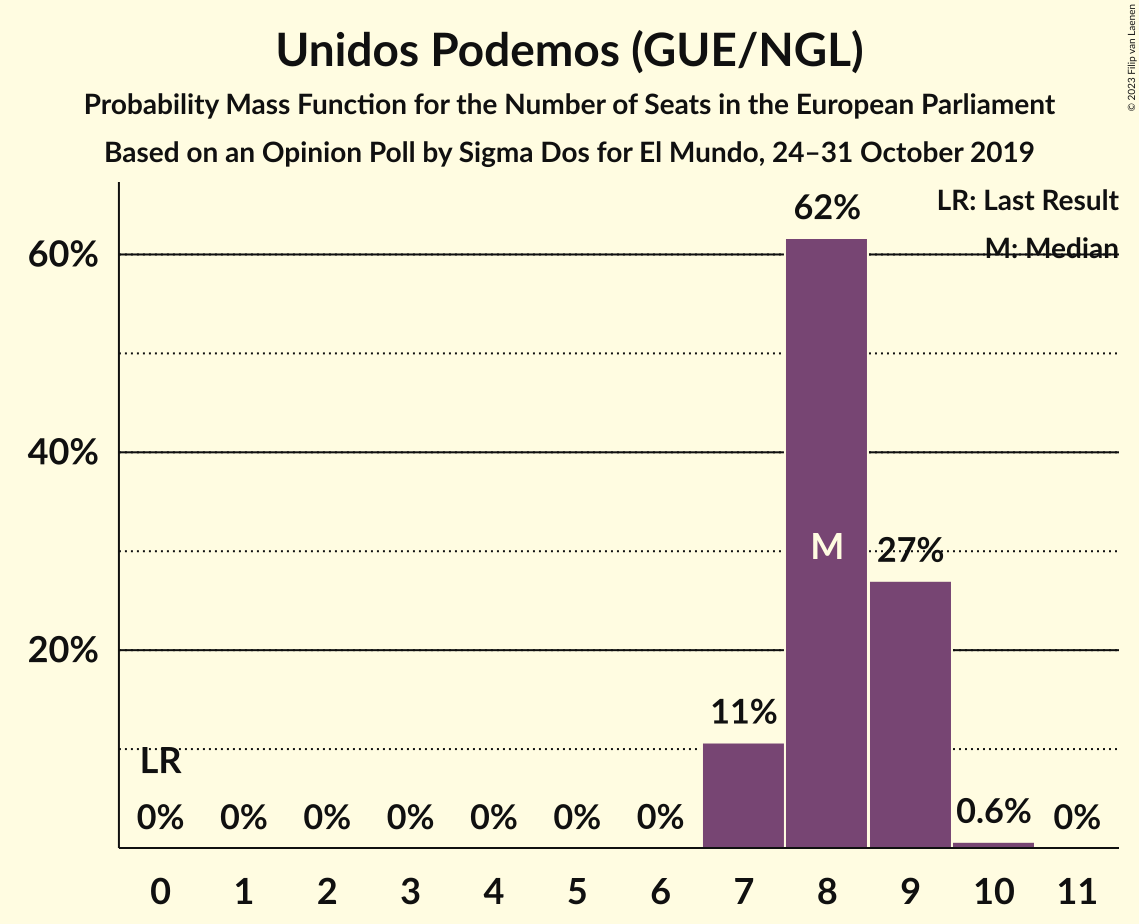 Unidos Podemos (GUE/NGL)
Probability Mass Function for the Number of Seats in the European Parliament
Based on an Opinion Poll by Sigma Dos for El Mundo, 24–31 October 2019
© 2023 Filip van Laenen
LR: Last Result
M: Median
62%
60%
40%
M
27%
20%
11%
LR
0% 0% 0% 0% 0% 0% 0% 0.6% 0%
0 1 2 3 4 5 6 7 8 9 10 11